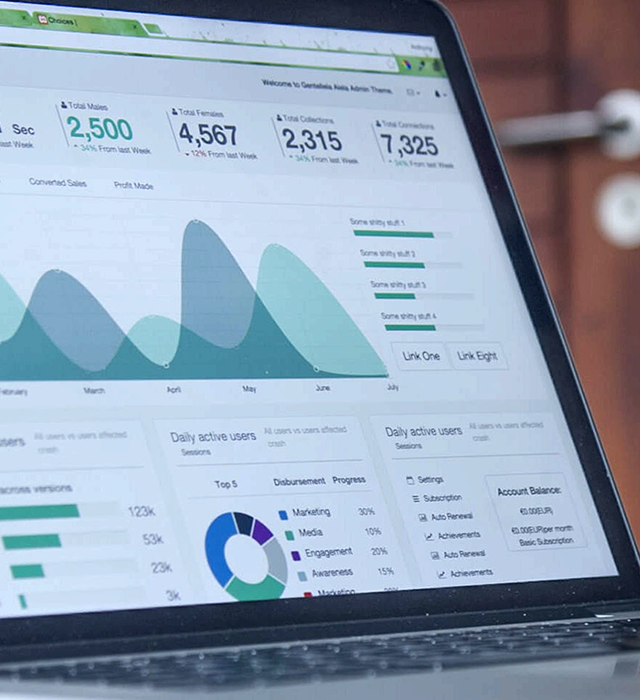 Choices |
Anthony
Welcome to Gentellela Alela Admin Theme.
Sec
ast Week
Total Males
2,500
34% From last Week
Total Females
4,567
12% From last Week
Total Collections
2,315
34% From last Week
Total Connections
7,325
34% From last Week
Converted Sales
Profit Made
Some shitty stuff 1
Some shitty stuff 2
Some shitty stuff 3
Some shitty stuff 4
Link One
Link Eight
February
March
April
May
June
July
sers
All users vs users affected
crash
across versions
123k
53k
23k
3k
Daily active users
All users vs users affected
crash
Sessions
Top 5
Disbursement
Progress
Marketing
30%
Media
10%
Engagement
20%
Awareness
15%
Marketing
Daily active users
All users vs users affected
crash
Sessions
Settings
Subscription
Auto Renewal
Achievements
Auto Renewal
Achievements
Account Balance:
€0.00(EUR)
€0.00(EUR)per month
Basic Subscription